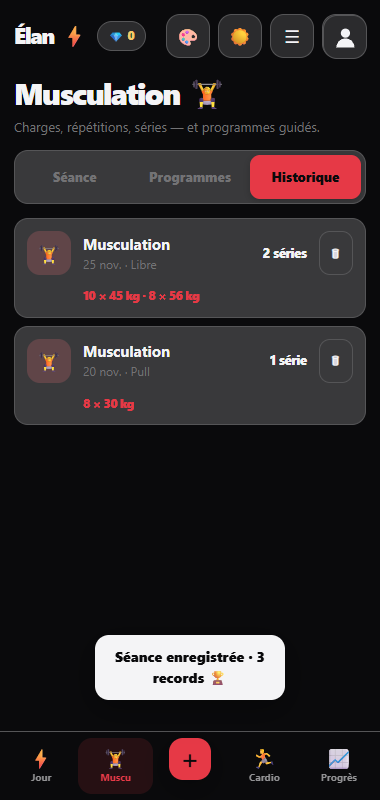 Élan ⚡ 💎 0 ☰
Musculation 🏋️
Charges, répétitions, séries — et programmes guidés.
Séance Programmes Historique
Musculation 2 séries
25 nov. · Libre
10 × 45 kg · 8 × 56 kg
Musculation 1 série
20 nov. · Pull
8 × 30 kg
Séance enregistrée · 3
records 🏆
+
Jour Muscu Cardio Progrès